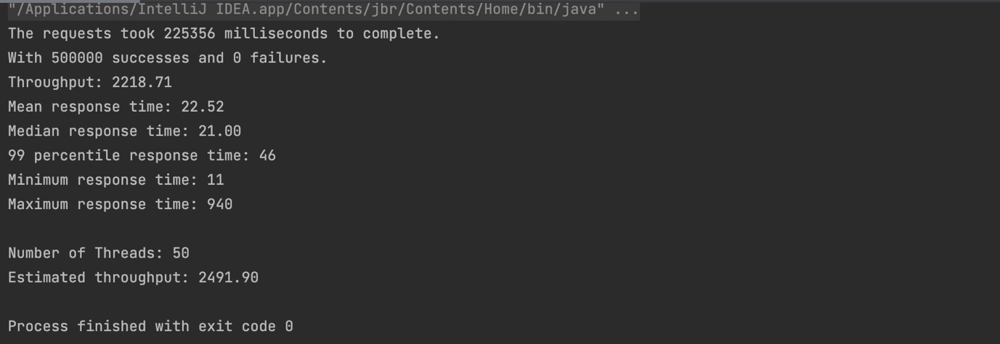 "/Applications/IntelliJ IDEA.app/Contents/jbr/Contents/Home/bin/java" ...
The requests took 225356 milliseconds to complete.
With 500000 successes and 0 failures.
Throughput: 2218.71
Mean response time: 22.52
Median response time: 21.00
99 percentile response time: 46
Minimum response time: 11
Maximum response time: 940
Number of Threads: 50
Estimated throughput: 2491.90
Process finished with exit code 0